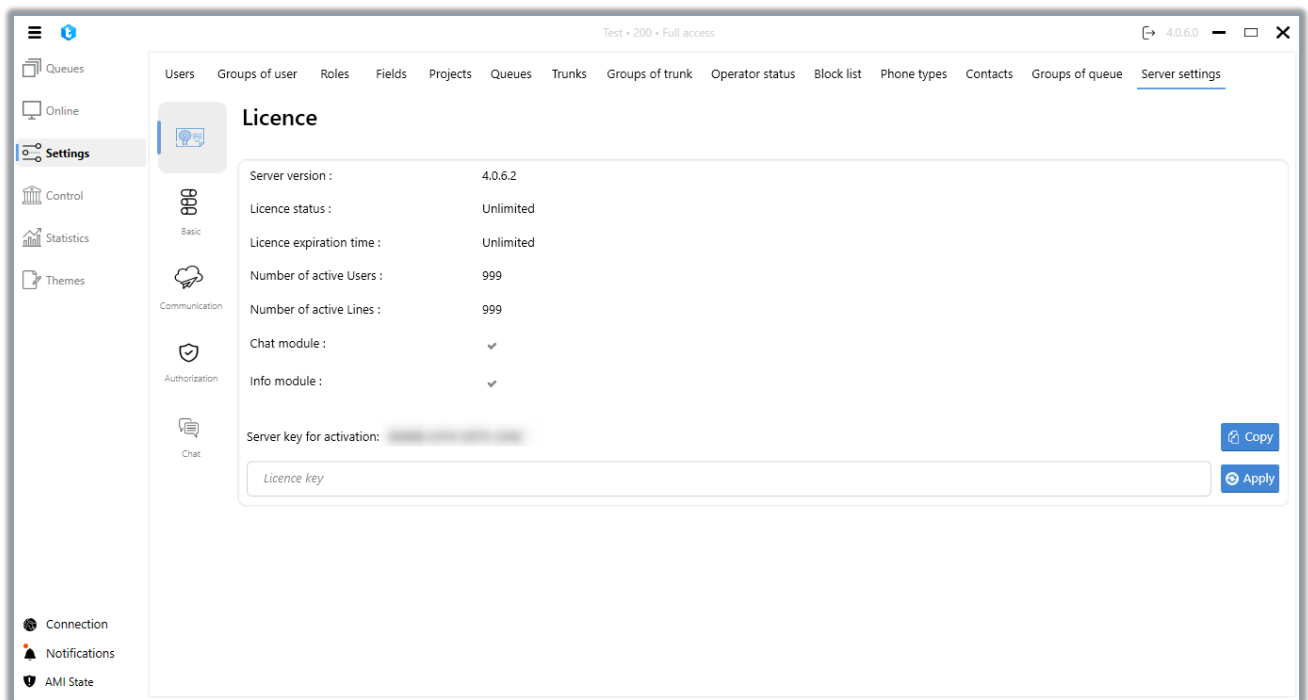 Test • 200 • Full access
4.0.6.0
Queues
Online
Settings
Control
Statistics
Themes
Connection
Notifications
AMI State
Users Groups of user Roles Fields Projects Queues Trunks Groups of trunk Operator status Block list Phone types Contacts Groups of queue Server settings
Basic
Communication
Authorization
Chat
Licence
Server version : 4.0.6.2
Licence status : Unlimited
Licence expiration time : Unlimited
Number of active Users : 999
Number of active Lines : 999
Chat module :
Info module :
Server key for activation:
Copy
Licence key
Apply